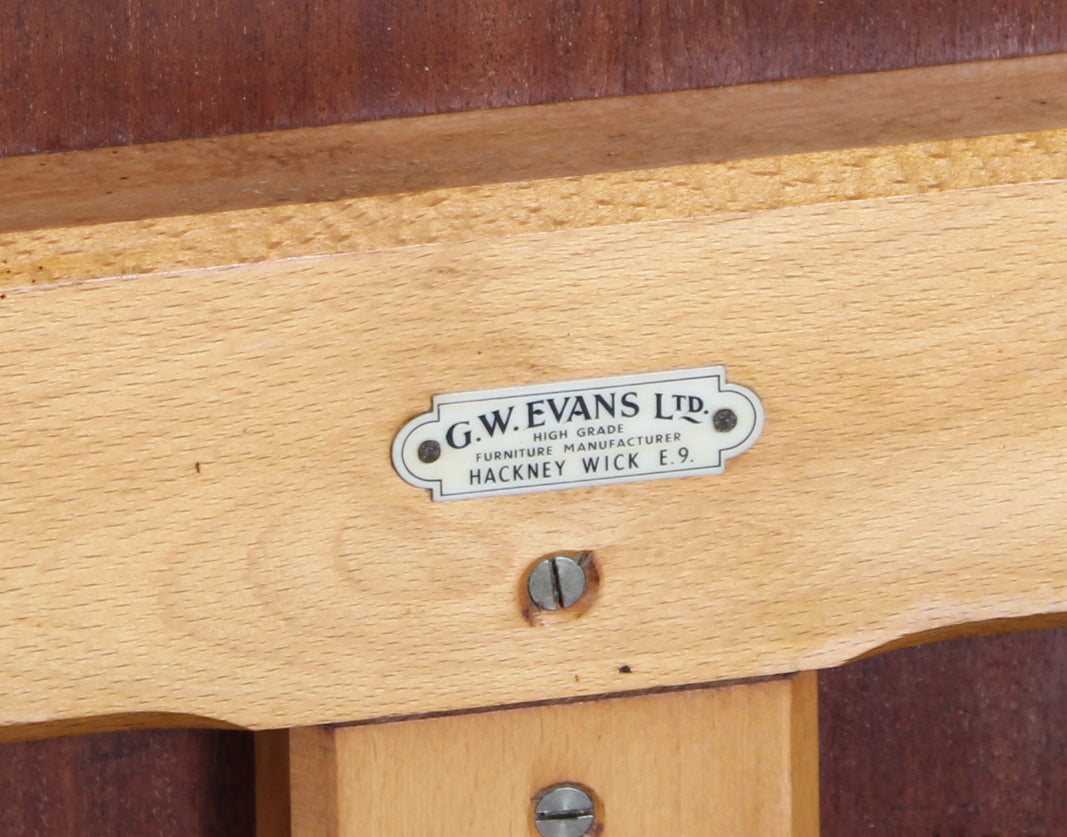 G.W. EVANS LTD.
HIGH GRADE
FURNITURE MANUFACTURER
HACKNEY WICK E.9.